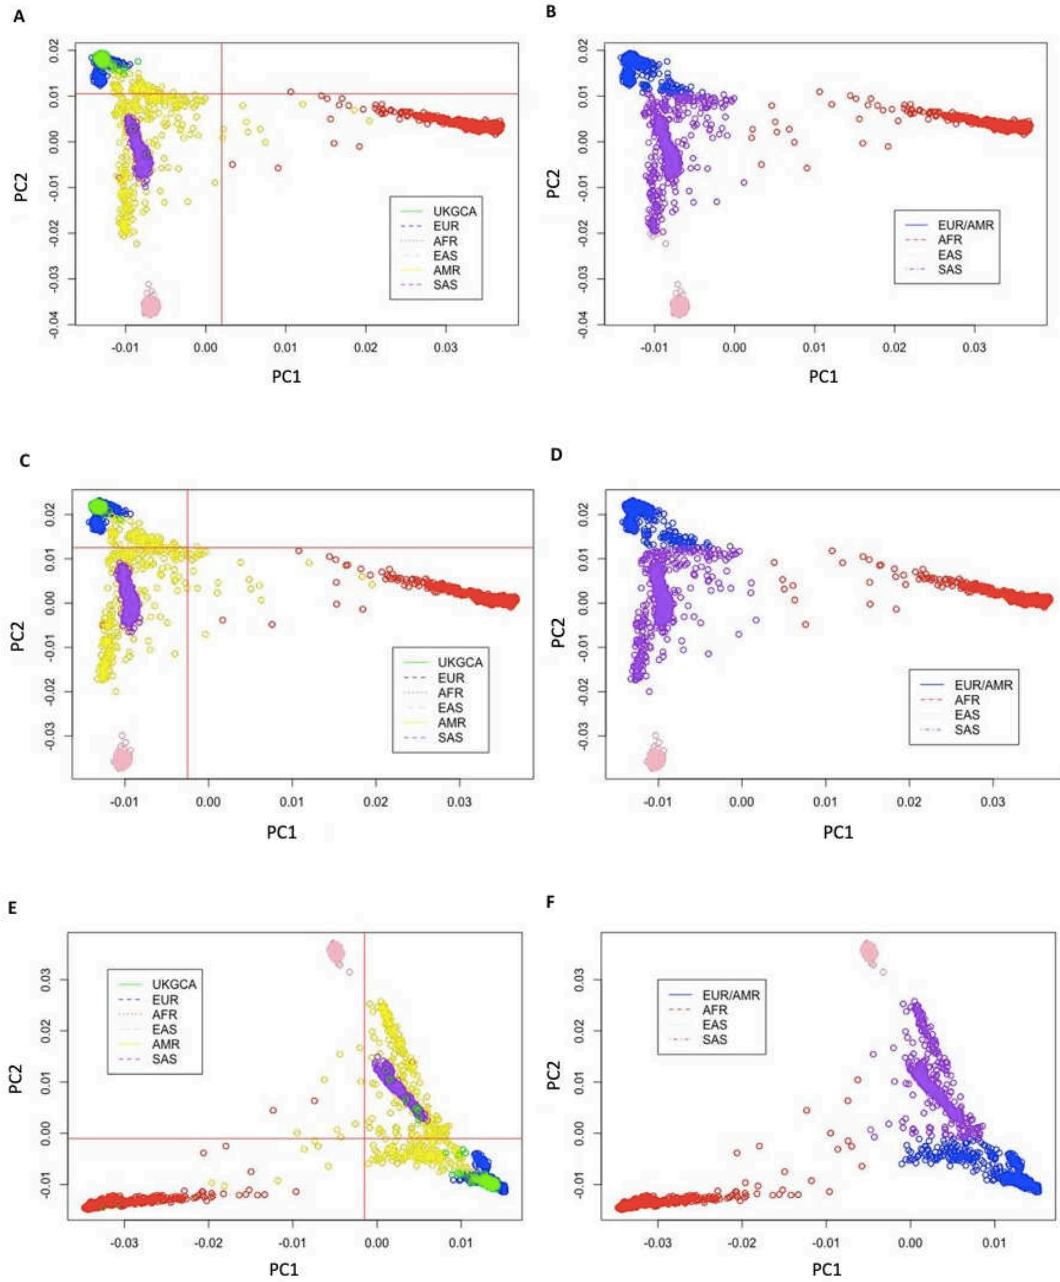 A
0.02
0.01
0.00
-0.01
-0.02
-0.03
-0.04
PC2
UKGCA
EUR
AFR
EAS
AMR
SAS
-0.01 0.00 0.01 0.02 0.03
PC1
B
0.02
0.01
0.00
-0.01
-0.02
-0.03
-0.04
PC2
EUR/AMR
AFR
EAS
SAS
-0.01 0.00 0.01 0.02 0.03
PC1
C
0.02
0.01
0.00
-0.01
-0.02
-0.03
PC2
UKGCA
EUR
AFR
EAS
AMR
SAS
-0.01 0.00 0.01 0.02 0.03
PC1
D
0.02
0.01
0.00
-0.01
-0.02
-0.03
PC2
EUR/AMR
AFR
EAS
SAS
-0.01 0.00 0.01 0.02 0.03
PC1
E
0.03
0.02
0.01
0.00
-0.01
PC2
UKGCA
EUR
AFR
EAS
AMR
SAS
-0.03 -0.02 -0.01 0.00 0.01
PC1
F
0.03
0.02
0.01
0.00
-0.01
PC2
EUR/AMR
AFR
EAS
SAS
-0.03 -0.02 -0.01 0.00 0.01
PC1